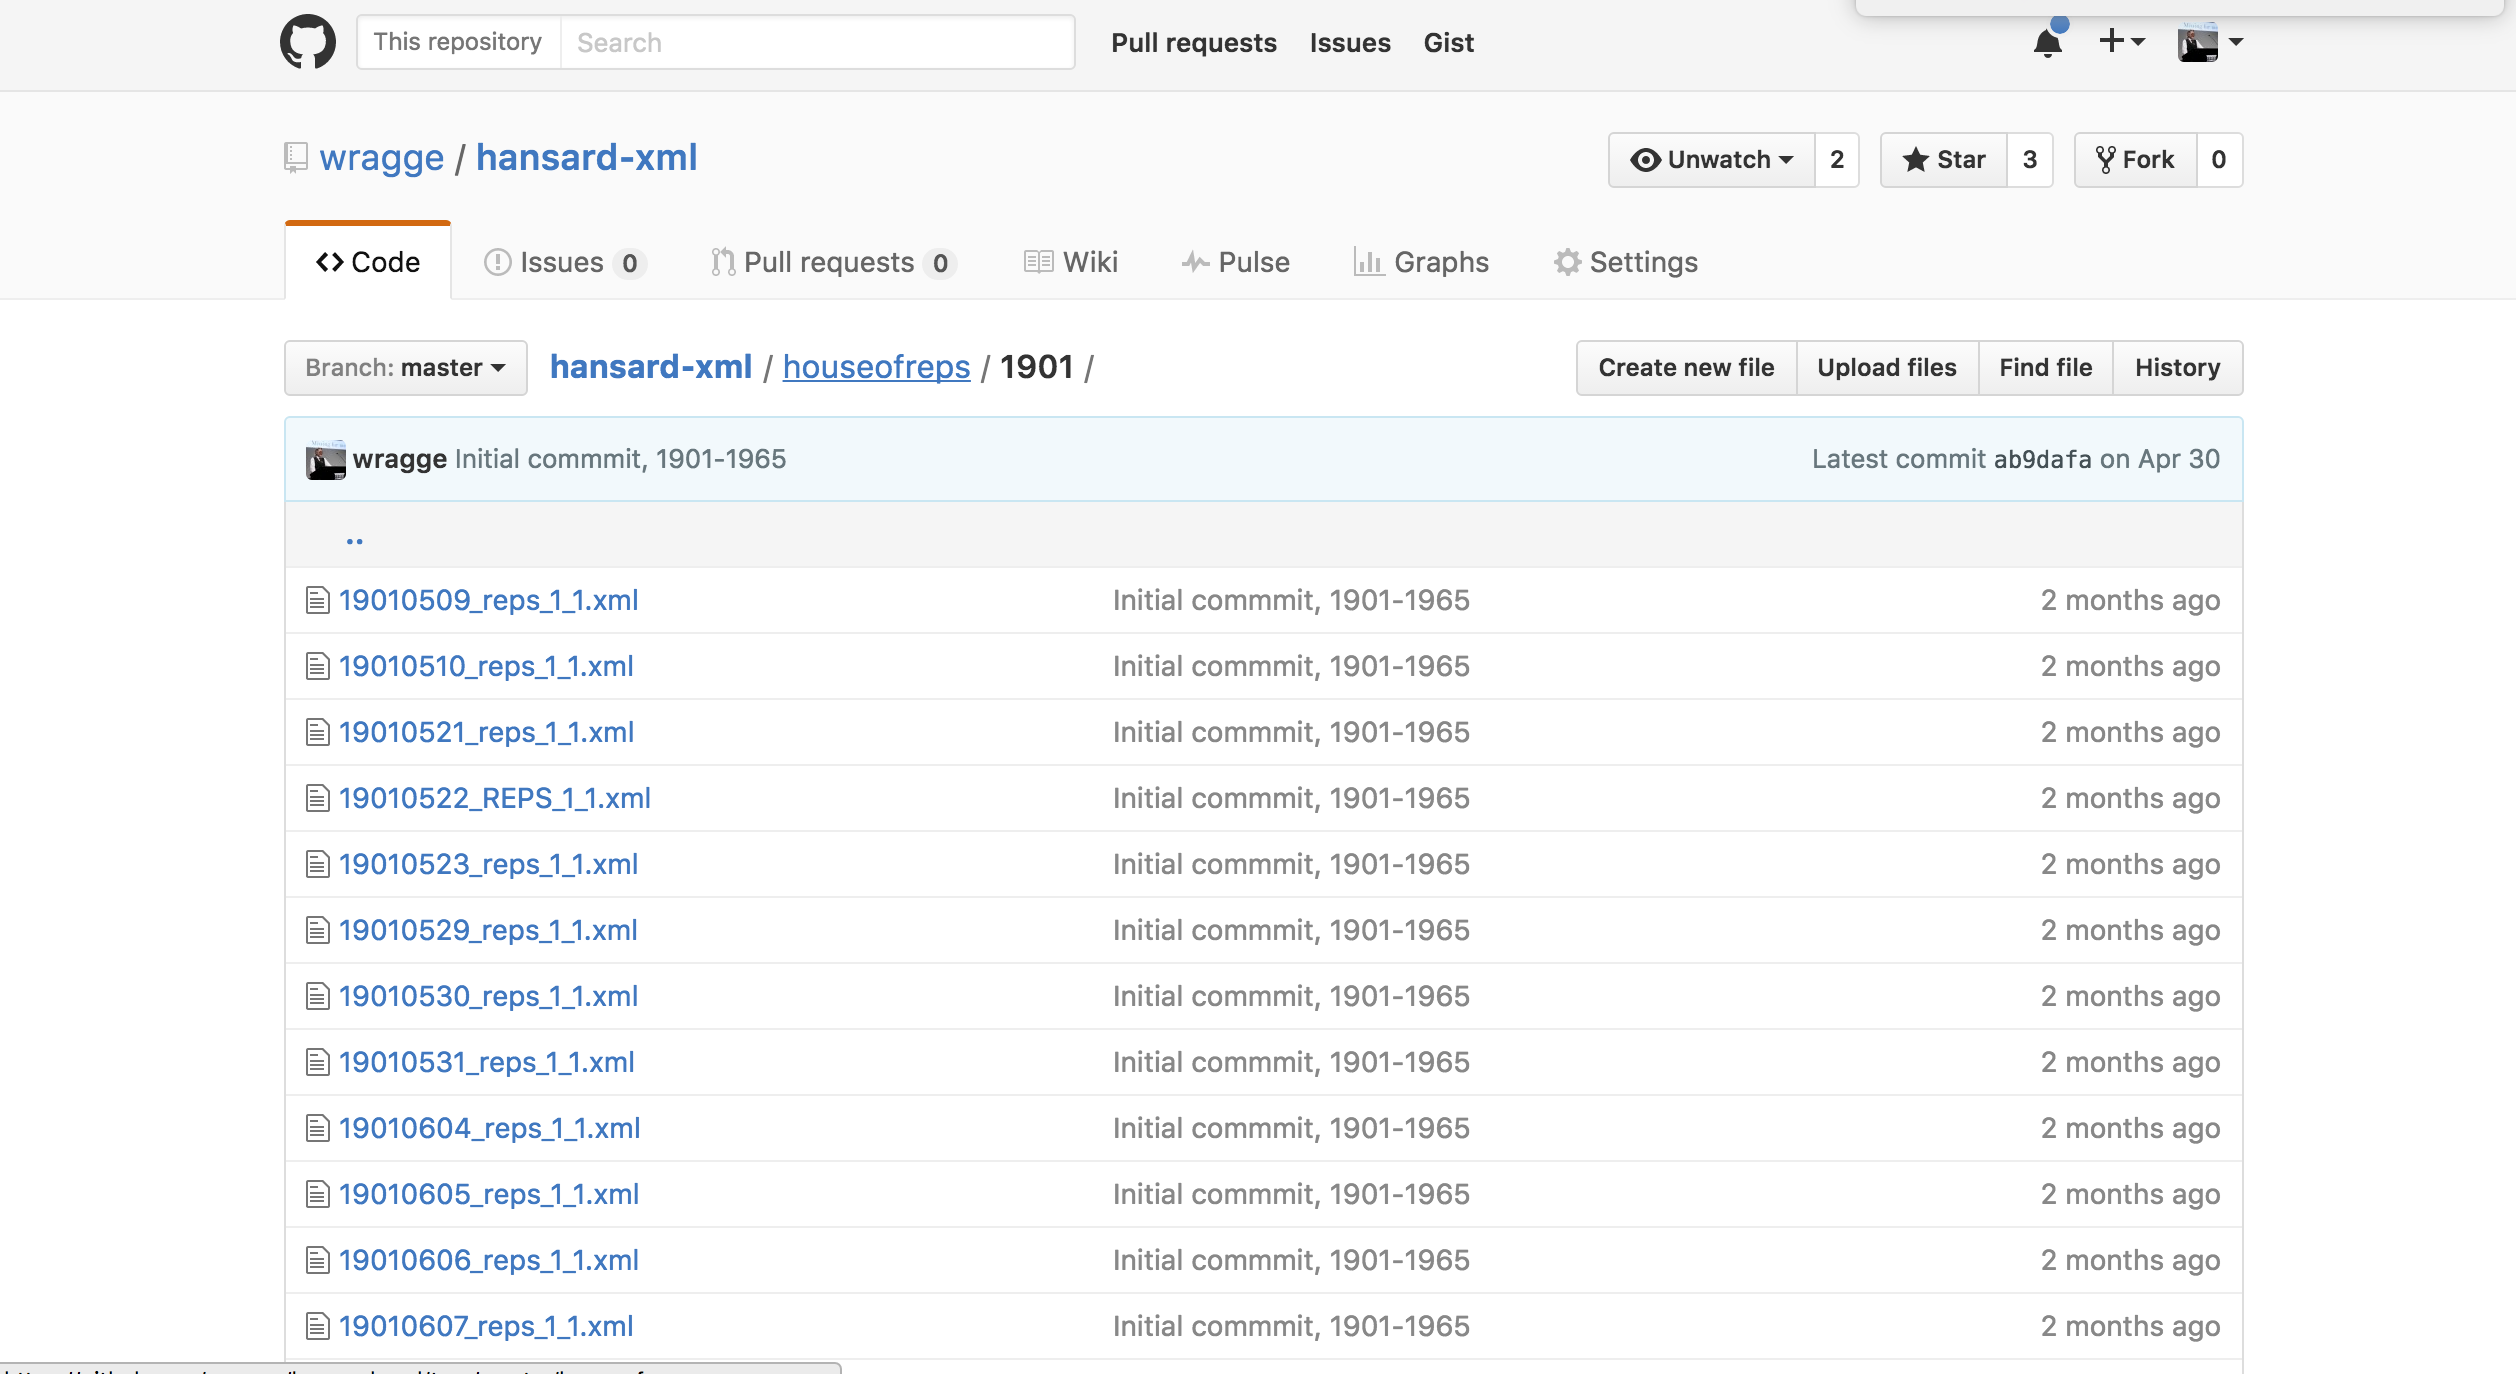 This repository Search Pull requests Issues Gist
wragge / hansard-xml Unwatch 2 Star 3 Fork 0
Code Issues 0 Pull requests 0 Wiki Pulse Graphs Settings
Branch: master hansard-xml / houseofreps / 1901 / Create new file Upload files Find file History
wragge Initial commmit, 1901-1965 Latest commit ab9dafa on Apr 30
..
19010509_reps_1_1.xml Initial commmit, 1901-1965 2 months ago
19010510_reps_1_1.xml Initial commmit, 1901-1965 2 months ago
19010521_reps_1_1.xml Initial commmit, 1901-1965 2 months ago
19010522_REPS_1_1.xml Initial commmit, 1901-1965 2 months ago
19010523_reps_1_1.xml Initial commmit, 1901-1965 2 months ago
19010529_reps_1_1.xml Initial commmit, 1901-1965 2 months ago
19010530_reps_1_1.xml Initial commmit, 1901-1965 2 months ago
19010531_reps_1_1.xml Initial commmit, 1901-1965 2 months ago
19010604_reps_1_1.xml Initial commmit, 1901-1965 2 months ago
19010605_reps_1_1.xml Initial commmit, 1901-1965 2 months ago
19010606_reps_1_1.xml Initial commmit, 1901-1965 2 months ago
19010607_reps_1_1.xml Initial commmit, 1901-1965 2 months ago